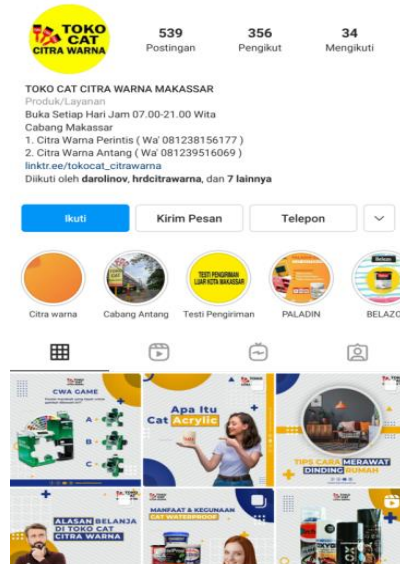 TOKO
CAT
CITRA WARNA
539
Postingan
356
Pengikut
34
Mengikuti
TOKO CAT CITRA WARNA MAKASSAR
Produk/Layanan
Buka Setiap Hari Jam 07.00-21.00 Wita
Cabang Makassar
1. Citra Warna Perintis ( Wa' 081238156177 )
2. Citra Warna Antang ( Wa' 081239516069 )
linktr.ee/tokocat_citrawarna
Diikuti oleh darolinov, hrdcitrawarna, dan 7 lainnya
Ikuti
Kirim Pesan
Telepon
TESTI PENGIRIMAN
LUAR KOTA MAKASSAR
PALADIN
Belazo
Citra warna
Cabang Antang
Testi Pengiriman
PALADIN
BELAZO
CWA GAME
A
B
C
Apa Itu
Cat Acrylic
TIPS CARA MERAWAT
DINDING RUMAH
ALASAN BELANJA
DI TOKO CAT
CITRA WARNA
MANFAAT & KEGUNAAN
CAT WATERPROOF